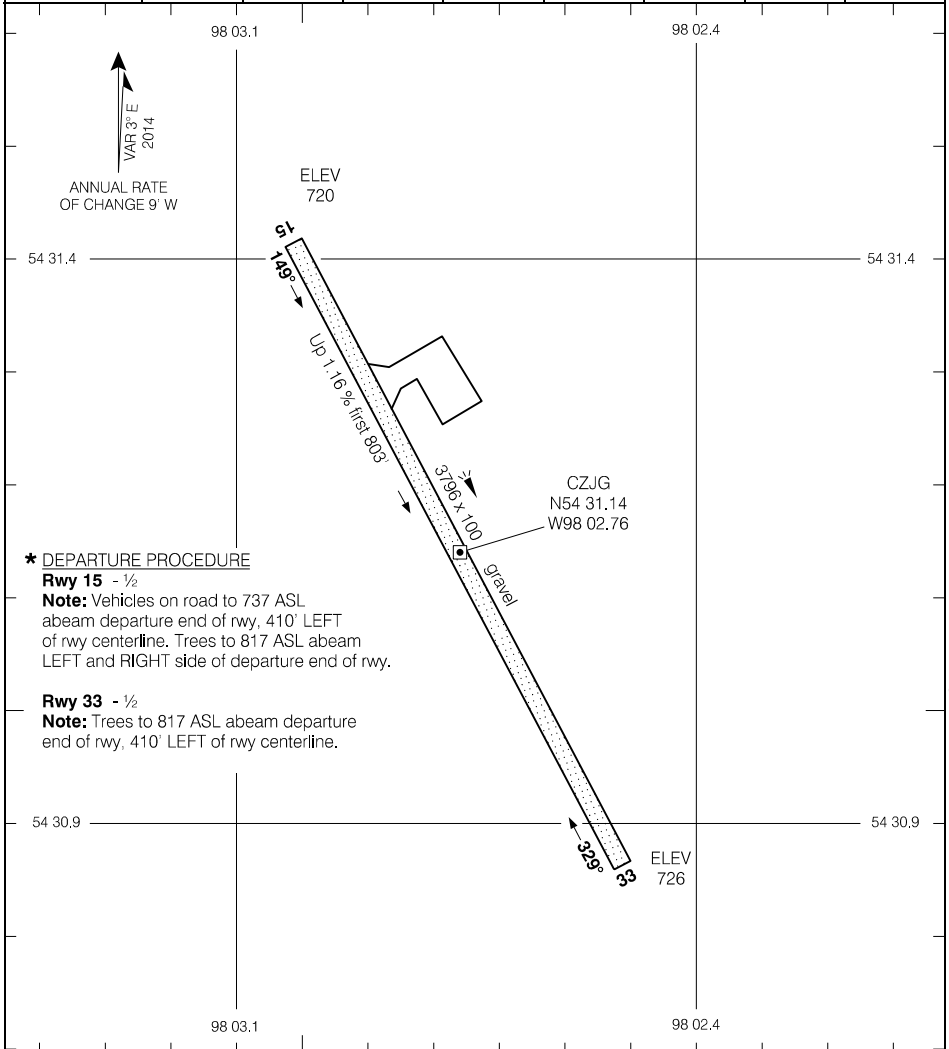 98 03.1
98 02.4
VAR 3° E
2014
ANNUAL RATE
OF CHANGE 9' W
ELEV
720
15
54 31.4
54 31.4
149°
Up 1.16 % first 803'
3796 x 100
gravel
CZJG
N54 31.14
W98 02.76
* DEPARTURE PROCEDURE
Rwy 15 - ½
Note: Vehicles on road to 737 ASL
abeam departure end of rwy, 410' LEFT
of rwy centerline. Trees to 817 ASL abeam
LEFT and RIGHT side of departure end of rwy.
Rwy 33 - ½
Note: Trees to 817 ASL abeam departure
end of rwy, 410' LEFT of rwy centerline.
54 30.9
54 30.9
329°
33
ELEV
726
98 03.1
98 02.4